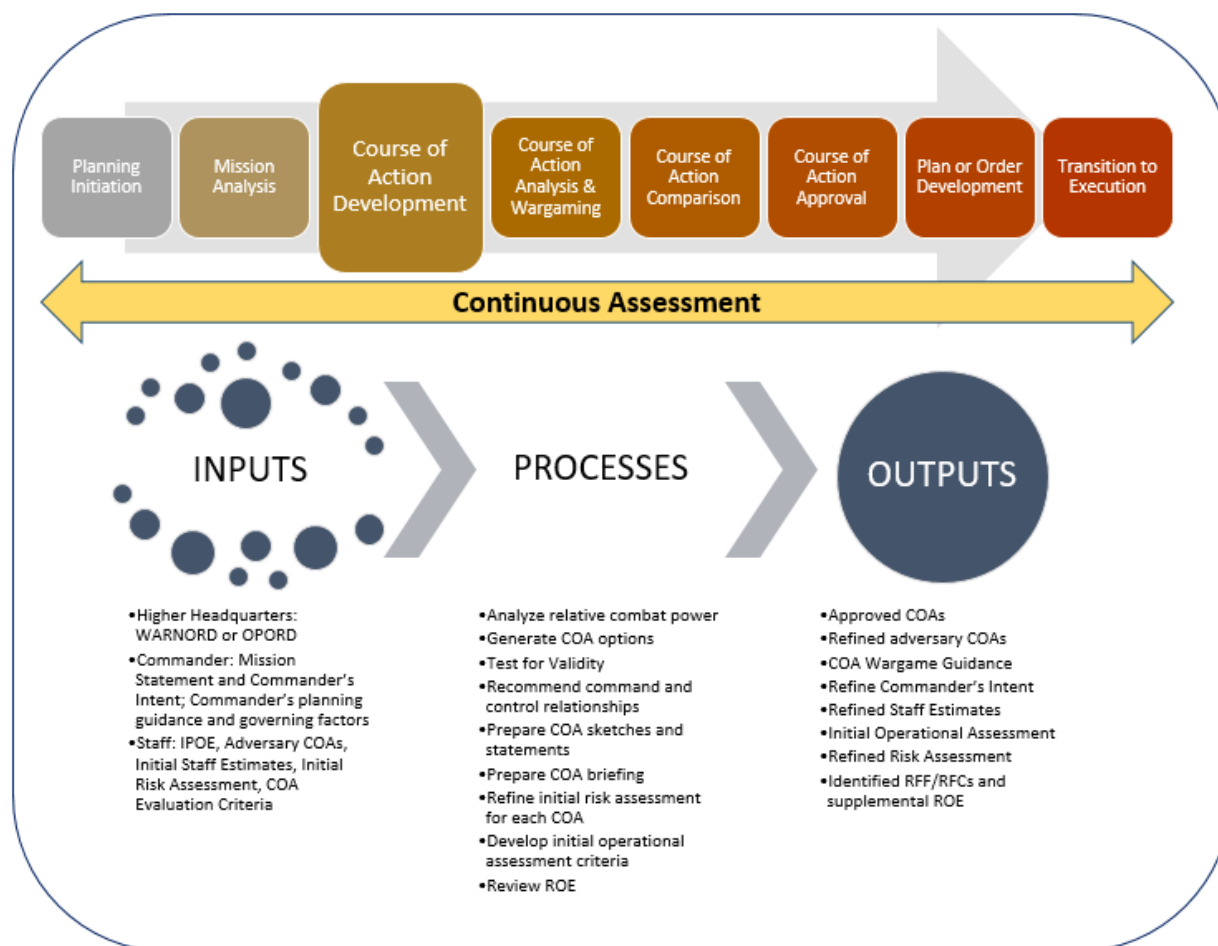 Planning
Initiation
Mission
Analysis
Course of
Action
Development
Course of
Action
Analysis &
Wargaming
Course of
Action
Comparison
Course of
Action
Approval
Plan or Order
Development
Transition to
Execution
Continuous Assessment
INPUTS
PROCESSES
OUTPUTS
•Higher Headquarters:
WARNORD or OPORD
•Commander: Mission
Statement and Commander's
Intent; Commander's planning
guidance and governing factors
•Staff: IPOE, Adversary COAs,
Initial Staff Estimates, Initial
Risk Assessment, COA
Evaluation Criteria
•Analyze relative combat power
•Generate COA options
•Test for Validity
•Recommend command and
control relationships
•Prepare COA sketches and
statements
•Prepare COA briefing
•Refine initial risk assessment
for each COA
•Develop initial operational
assessment criteria
•Review ROE
•Approved COAs
•Refined adversary COAs
•COA Wargame Guidance
•Refine Commander's Intent
•Refined Staff Estimates
•Initial Operational Assessment
•Refined Risk Assessment
•Identified RFF/RFCs and
supplemental ROE